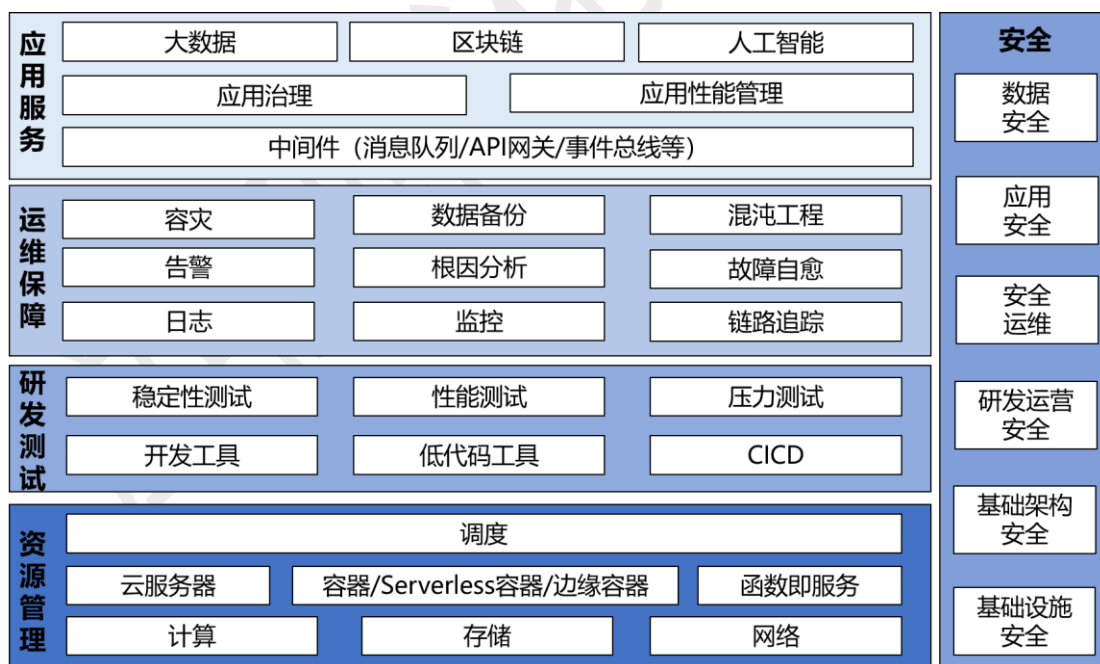 应用服务
大数据
区块链
人工智能
应用治理
应用性能管理
中间件（消息队列/API网关/事件总线等）
运维保障
容灾
数据备份
混沌工程
告警
根因分析
故障自愈
日志
监控
链路追踪
研发测试
稳定性测试
性能测试
压力测试
开发工具
低代码工具
CICD
资源管理
调度
云服务器
容器/Serverless容器/边缘容器
函数即服务
计算
存储
网络
安全
数据
安全
应用
安全
安全
运维
研发运营
安全
基础架构
安全
基础设施
安全